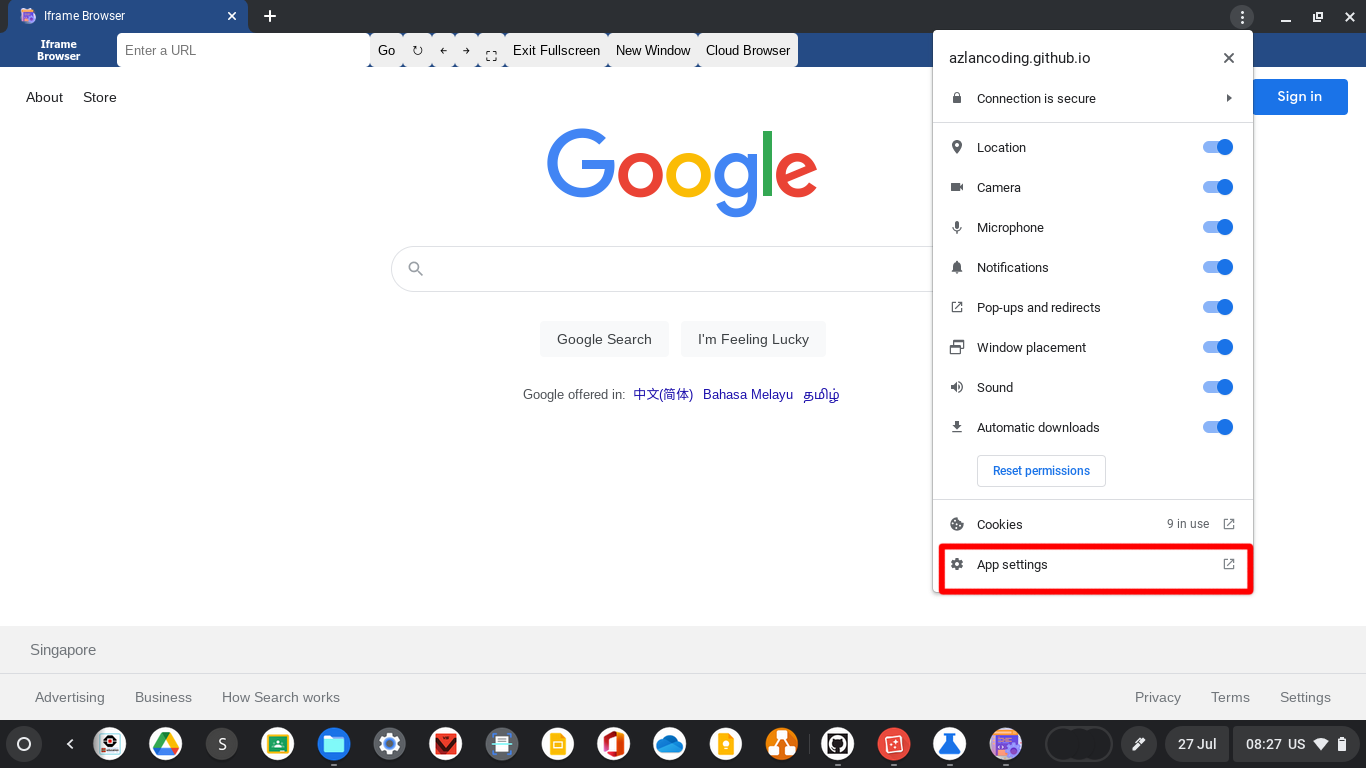 Iframe Browser
Iframe
Browser
Enter a URL
Go
Exit Fullscreen
New Window
Cloud Browser
azlancoding.github.io
Connection is secure
About
Store
Sign in
Google
Location
Camera
Microphone
Notifications
Pop-ups and redirects
Window placement
Sound
Automatic downloads
Reset permissions
Cookies
9 in use
App settings
Google Search
I'm Feeling Lucky
Google offered in: 中文(简体) Bahasa Melayu தமிழ்
Singapore
Advertising
Business
How Search works
Privacy
Terms
Settings
S
27 Jul
08:27 US